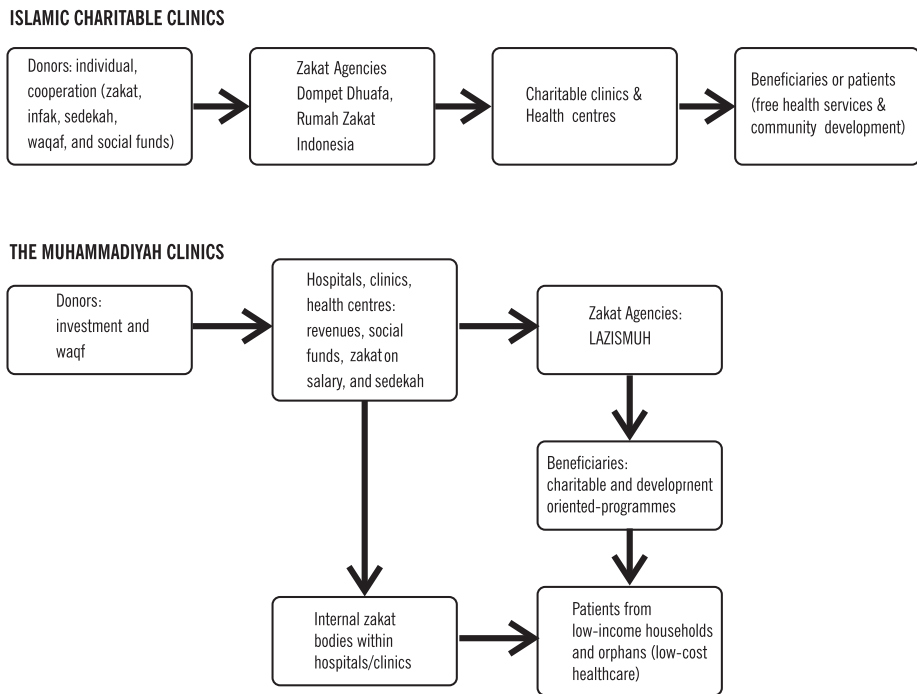 ISLAMIC CHARITABLE CLINICS
Donors: individual,
cooperation (zakat,
infak, sedekah,
waqaf, and social funds)
Zakat Agencies
Dompet Dhuafa,
Rumah Zakat
Indonesia
Charitable clinics &
Health centres
Beneficiaries or patients
(free health services &
community development)
THE MUHAMMADIYAH CLINICS
Donors:
investment and
waqf
Hospitals, clinics,
health centres:
revenues, social
funds, zakat on
salary, and sedekah
Zakat Agencies:
LAZISMUH
Beneficiaries:
charitable and development
oriented-programmes
Internal zakat
bodies within
hospitals/clinics
Patients from
low-income households
and orphans (low-cost
healthcare)